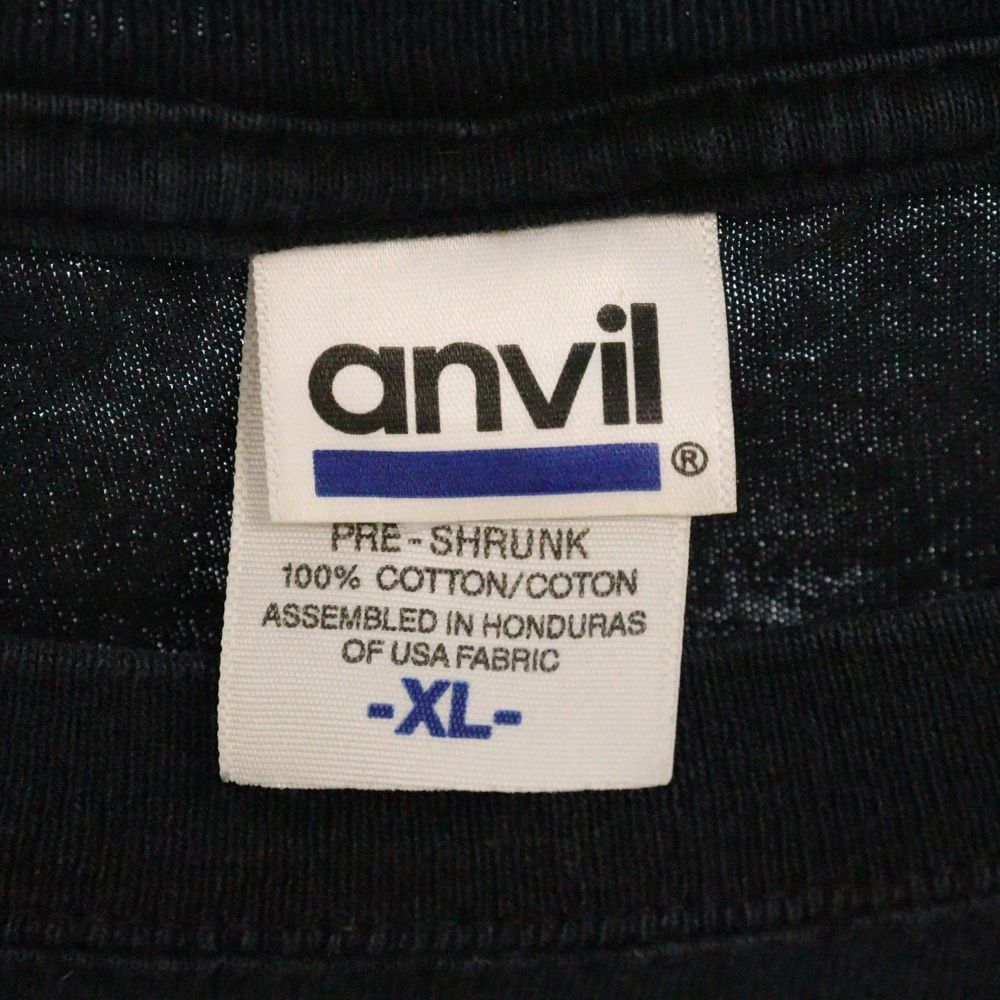 anvil
®
PRE-SHRUNK
100% COTTON/COTON
ASSEMBLED IN HONDURAS
OF USA FABRIC
-XL-